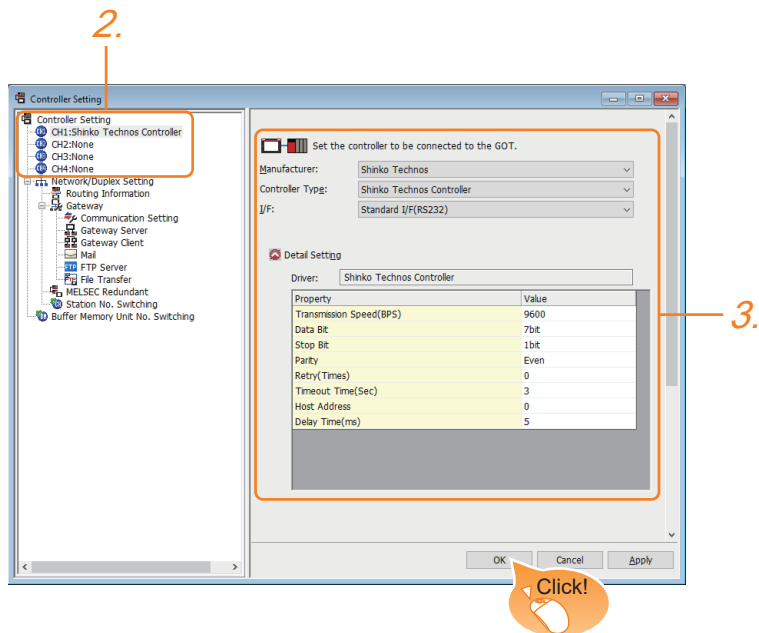 2.
Controller Setting
Controller Setting
CH1:Shinko Technos Controller
CH2:None
CH3:None
CH4:None
Network/Duplex Setting
Routing Information
Gateway
Communication Setting
Gateway Server
Gateway Client
Mail
FTP Server
File Transfer
MELSEC Redundant
Station No. Switching
Buffer Memory Unit No. Switching
Set the controller to be connected to the GOT.
Manufacturer: Shinko Technos
Controller Type: Shinko Technos Controller
I/F: Standard I/F(RS232)
Detail Setting
Driver: Shinko Technos Controller
Property Value
Transmission Speed(BPS) 9600
Data Bit 7bit
Stop Bit 1bit
Parity Even
Retry(Times) 0
Timeout Time(Sec) 3
Host Address 0
Delay Time(ms) 5
3.
OK Cancel Apply
Click!